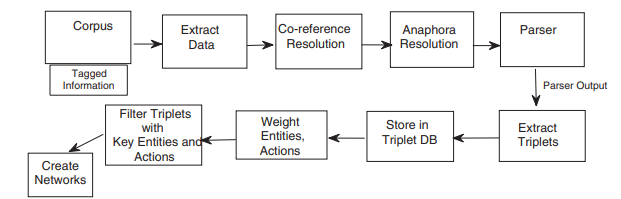 Corpus
Tagged
Information
Extract
Data
Co-reference
Resolution
Anaphora
Resolution
Parser
Parser Output
Extract
Triplets
Store in
Triplet DB
Weight
Entities,
Actions
Filter Triplets
with
Key Entities and
Actions
Create
Networks